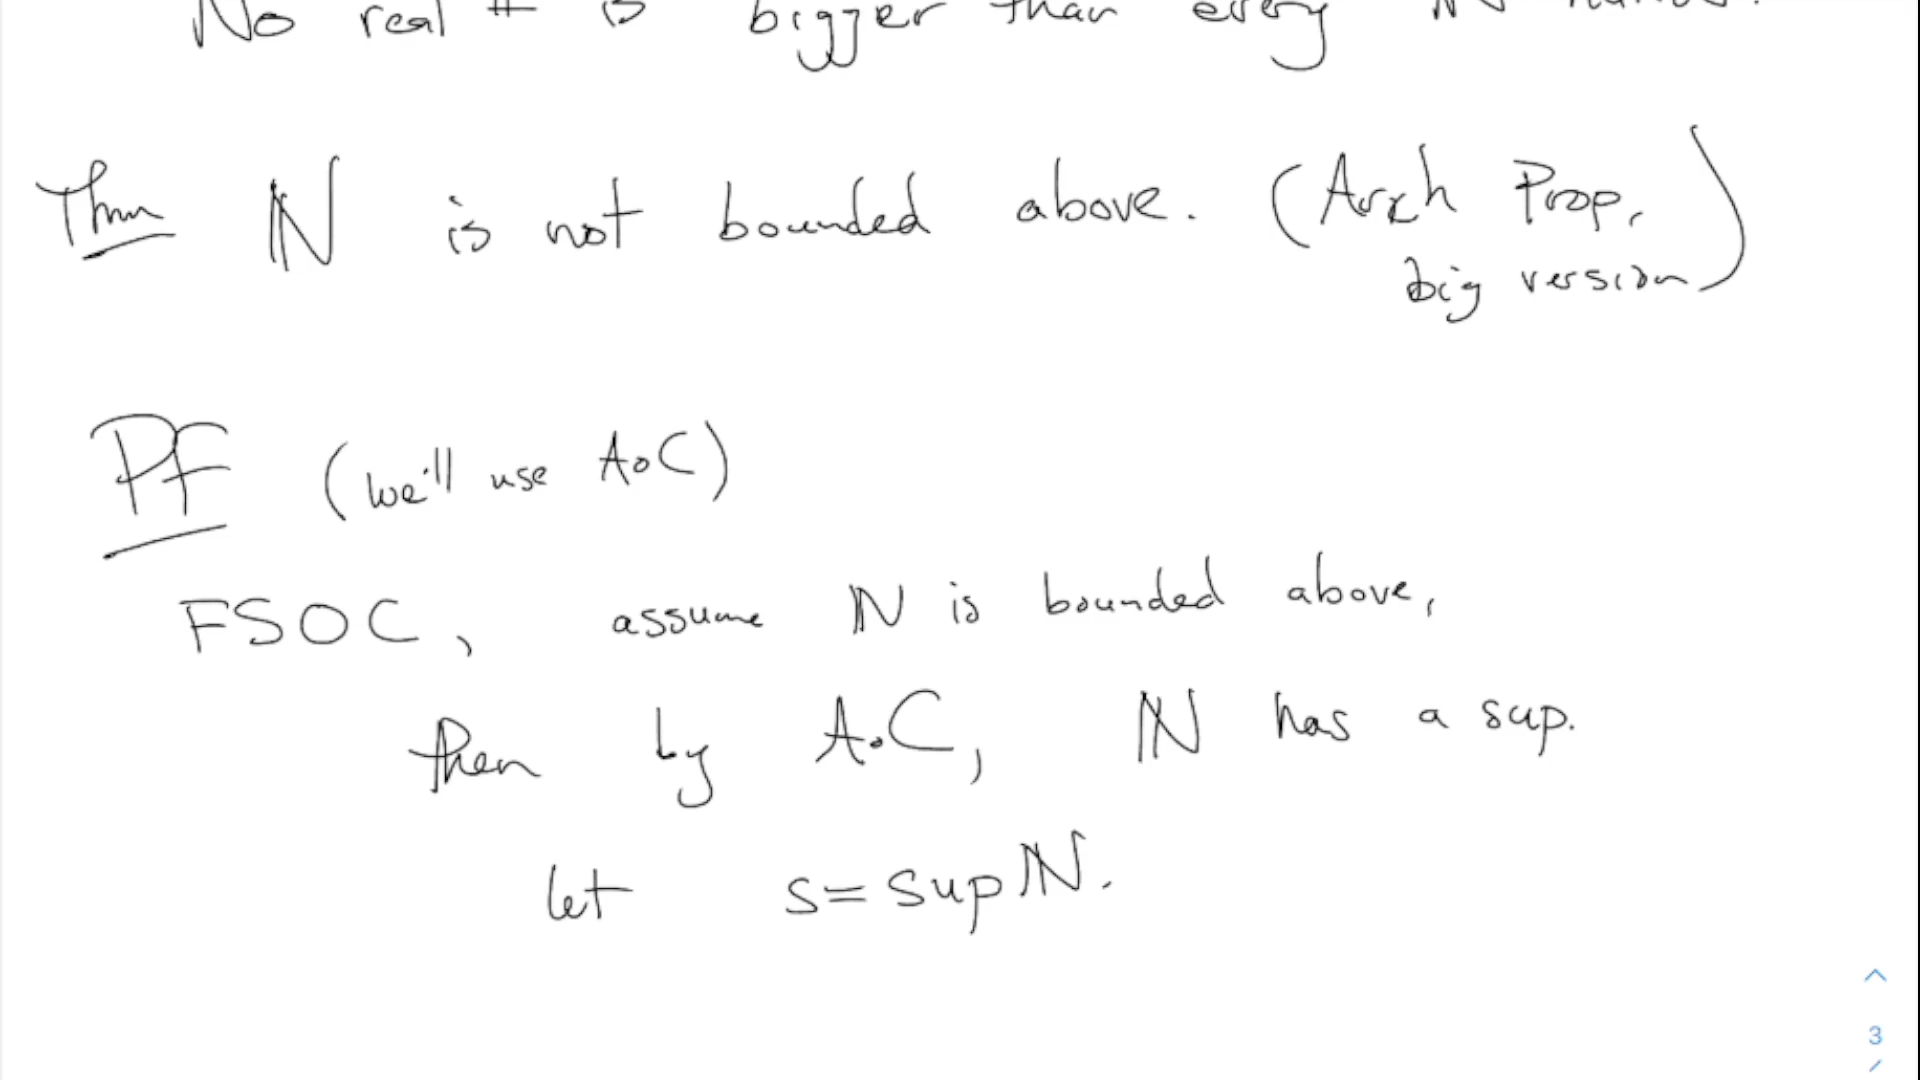 No real # is bigger than every ℕ
Thm ℕ is not bounded above. (Arch Prop,
big version)
PF (we'll use AoC)
FSOC, assume ℕ is bounded above,
then by AoC, ℕ has a sup.
let s=sup ℕ.
3